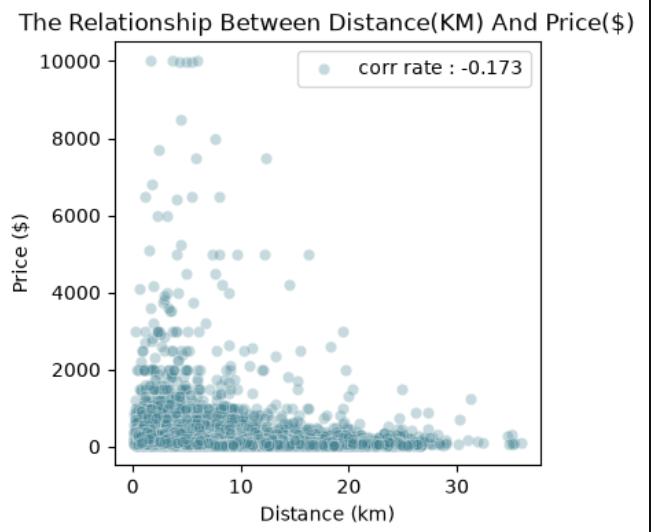 The Relationship Between Distance(KM) And Price($)
corr rate : -0.173
10000
8000
6000
4000
2000
0
Price ($)
0 10 20 30
Distance (km)